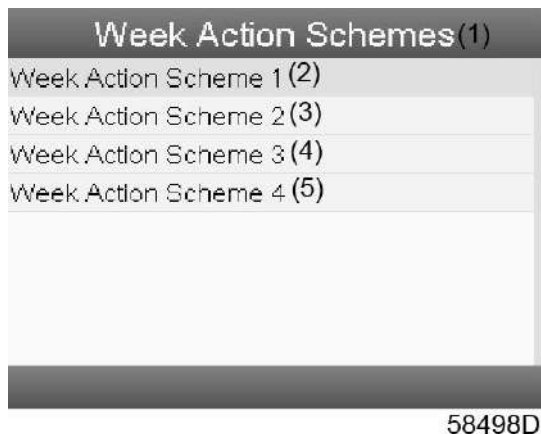 Week Action Schemes(1)
Week Action Scheme 1(2)
Week Action Scheme 2(3)
Week Action Scheme 3(4)
Week Action Scheme 4(5)
58498D